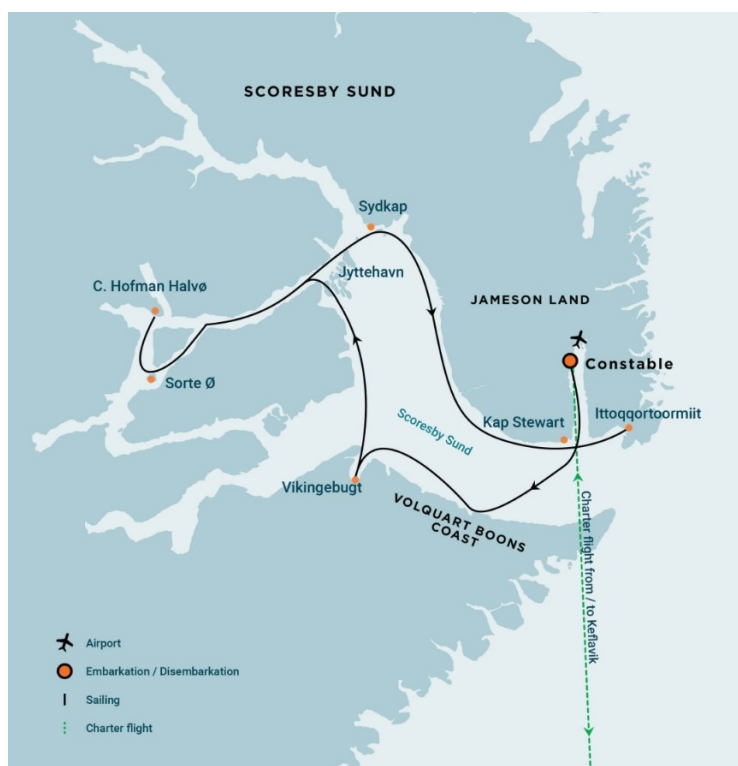 SCORESBY SUND
Sydkap
Jyttehavn
C. Hofman Halvø
JAMESON LAND
Constable
Sorte Ø
Kap Stewart
Ittoqqortoormiit
Scoresby Sund
Vikingebugt
VOLQUART BOONS
COAST
Charter flight from / to Keflavik
Airport
Embarkation / Disembarkation
Sailing
Charter flight